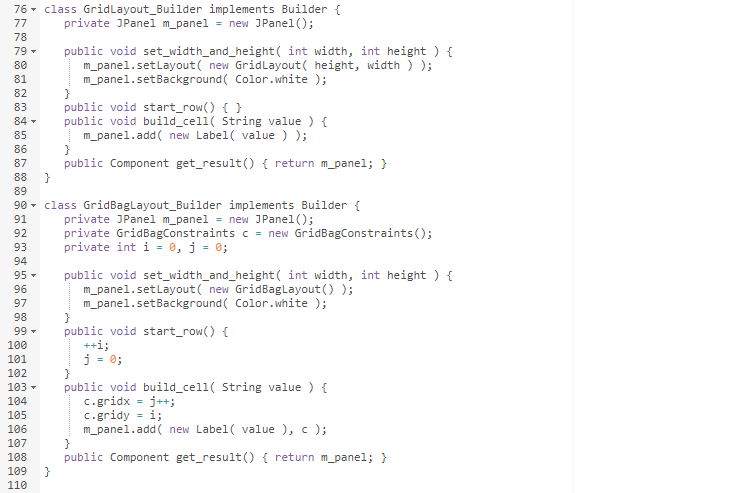 76 class GridLayout_Builder implements Builder {
77 private JPanel m_panel = new JPanel();
78
79 public void set_width_and_height( int width, int height ) {
80 m_panel.setLayout( new GridLayout( height, width ) );
81 m_panel.setBackground( Color.white );
82 }
83 public void start_row() { }
84 public void build_cell( String value ) {
85 m_panel.add( new Label( value ) );
86 }
87 public Component get_result() { return m_panel; }
88 }
89
90 class GridBagLayout_Builder implements Builder {
91 private JPanel m_panel = new JPanel();
92 private GridBagConstraints c = new GridBagConstraints();
93 private int i = 0, j = 0;
94
95 public void set_width_and_height( int width, int height ) {
96 m_panel.setLayout( new GridBagLayout() );
97 m_panel.setBackground( Color.white );
98 }
99 public void start_row() {
100 ++i;
101 j = 0;
102 }
103 public void build_cell( String value ) {
104 c.gridx = j++;
105 c.gridy = i;
106 m_panel.add( new Label( value ), c );
107 }
108 public Component get_result() { return m_panel; }
109 }
110